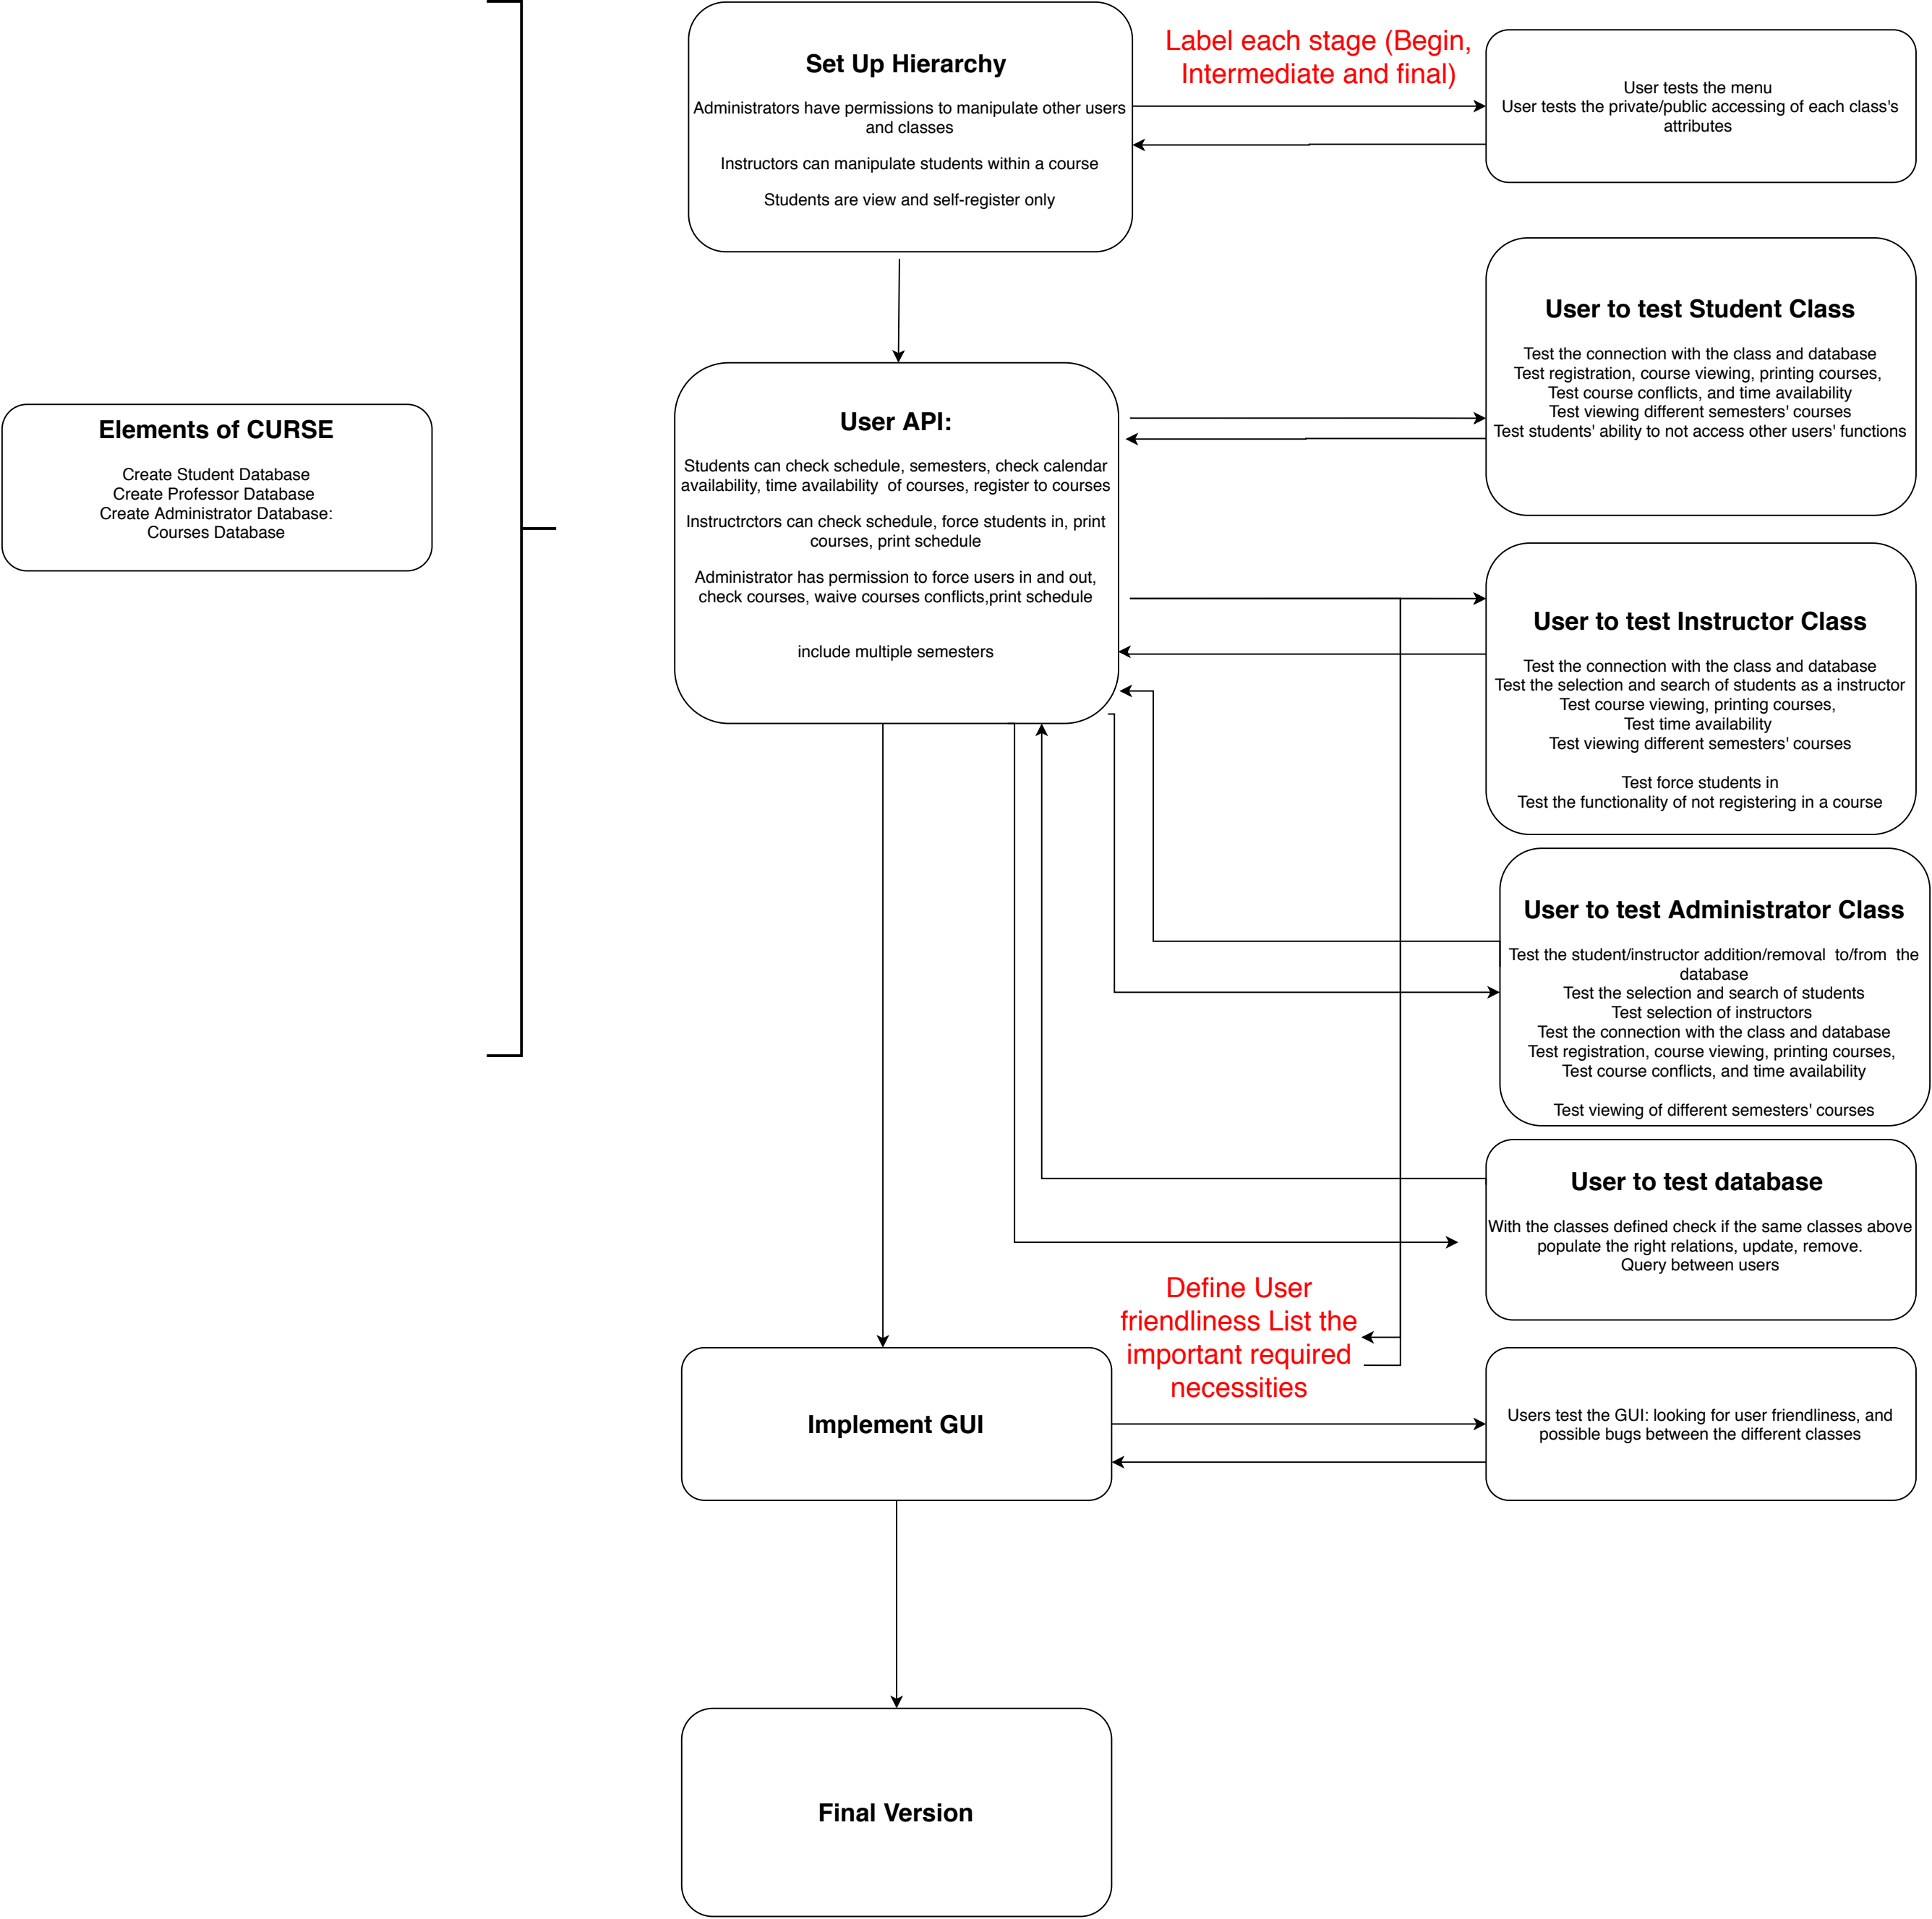 Set Up Hierarchy
Administrators have permissions to manipulate other users
and classes
Instructors can manipulate students within a course
Students are view and self-register only
Label each stage (Begin,
Intermediate and final)
User tests the menu
User tests the private/public accessing of each class's
attributes
Elements of CURSE
Create Student Database
Create Professor Database
Create Administrator Database:
Courses Database
User API:
Students can check schedule, semesters, check calendar
availability, time availability  of courses, register to courses
Instructrctors can check schedule, force students in, print
courses, print schedule
Administrator has permission to force users in and out,
check courses, waive courses conflicts,print schedule
include multiple semesters
User to test Student Class
Test the connection with the class and database
Test registration, course viewing, printing courses,
Test course conflicts, and time availability
Test viewing different semesters' courses
Test students' ability to not access other users' functions
User to test Instructor Class
Test the connection with the class and database
Test the selection and search of students as a instructor
Test course viewing, printing courses,
Test time availability
Test viewing different semesters' courses
Test force students in
Test the functionality of not registering in a course
User to test Administrator Class
Test the student/instructor addition/removal  to/from  the
database
Test the selection and search of students
Test selection of instructors
Test the connection with the class and database
Test registration, course viewing, printing courses,
Test course conflicts, and time availability
Test viewing of different semesters' courses
User to test database
With the classes defined check if the same classes above
populate the right relations, update, remove.
Query between users
Define User
friendliness List the
important required
necessities
Implement GUI
Users test the GUI: looking for user friendliness, and
possible bugs between the different classes
Final Version